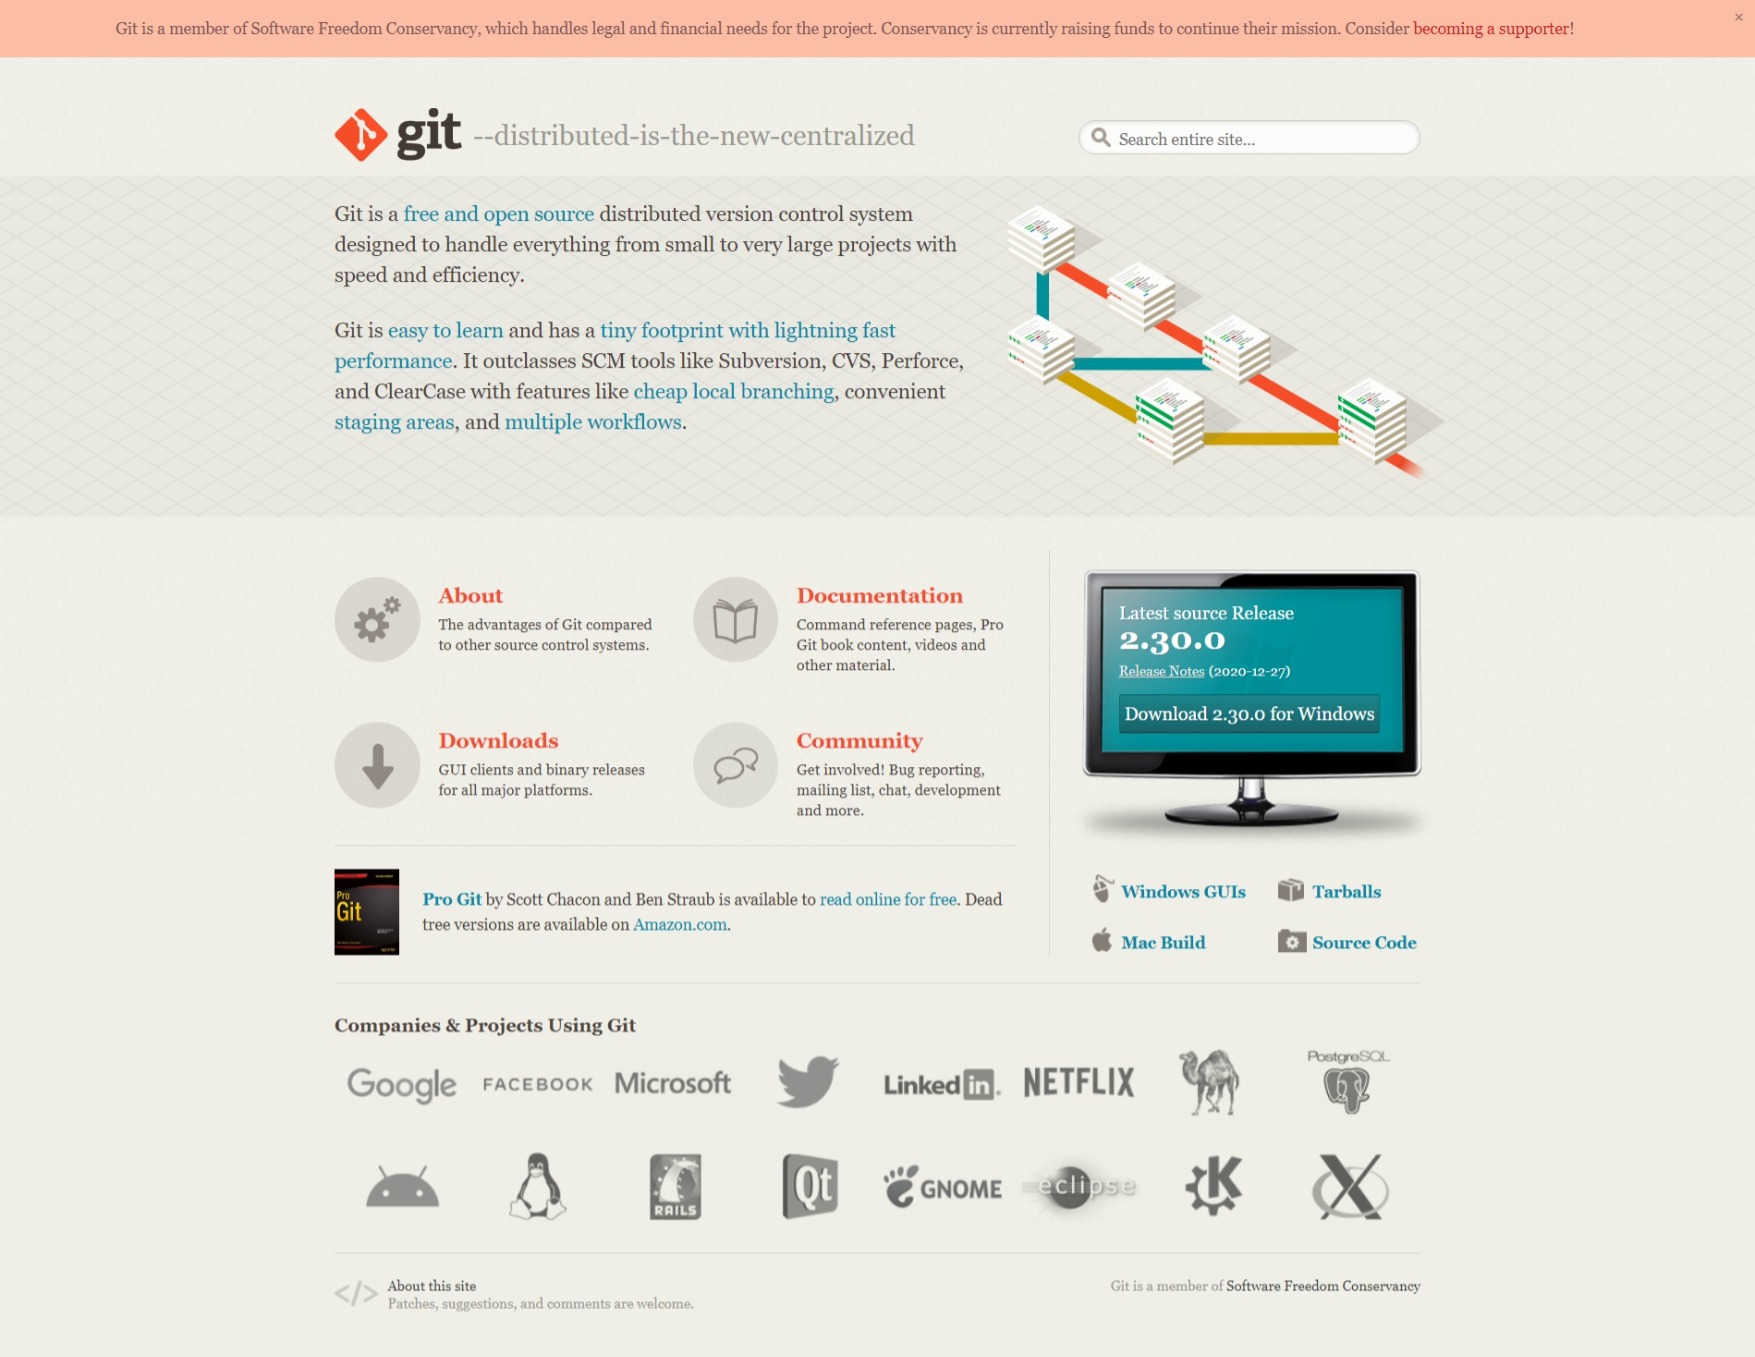 Git is a member of Software Freedom Conservancy, which handles legal and financial needs for the project. Conservancy is currently raising funds to continue their mission. Consider becoming a supporter!
×
git --distributed-is-the-new-centralized
Search entire site...
Git is a free and open source distributed version control system
designed to handle everything from small to very large projects with
speed and efficiency.
Git is easy to learn and has a tiny footprint with lightning fast
performance. It outclasses SCM tools like Subversion, CVS, Perforce,
and ClearCase with features like cheap local branching, convenient
staging areas, and multiple workflows.
About
The advantages of Git compared
to other source control systems.
Documentation
Command reference pages, Pro
Git book content, videos and
other material.
Downloads
GUI clients and binary releases
for all major platforms.
Community
Get involved! Bug reporting,
mailing list, chat, development
and more.
Latest source Release
2.30.0
Release Notes (2020-12-27)
Download 2.30.0 for Windows
Pro
Git
Pro Git by Scott Chacon and Ben Straub is available to read online for free. Dead
tree versions are available on Amazon.com.
Windows GUIs
Tarballs
Mac Build
Source Code
Companies & Projects Using Git
Google FACEBOOK Microsoft LinkedIn NETFLIX PostgreSQL
RAILS Qt GNOME eclipse K X
</> About this site
Patches, suggestions, and comments are welcome.
Git is a member of Software Freedom Conservancy